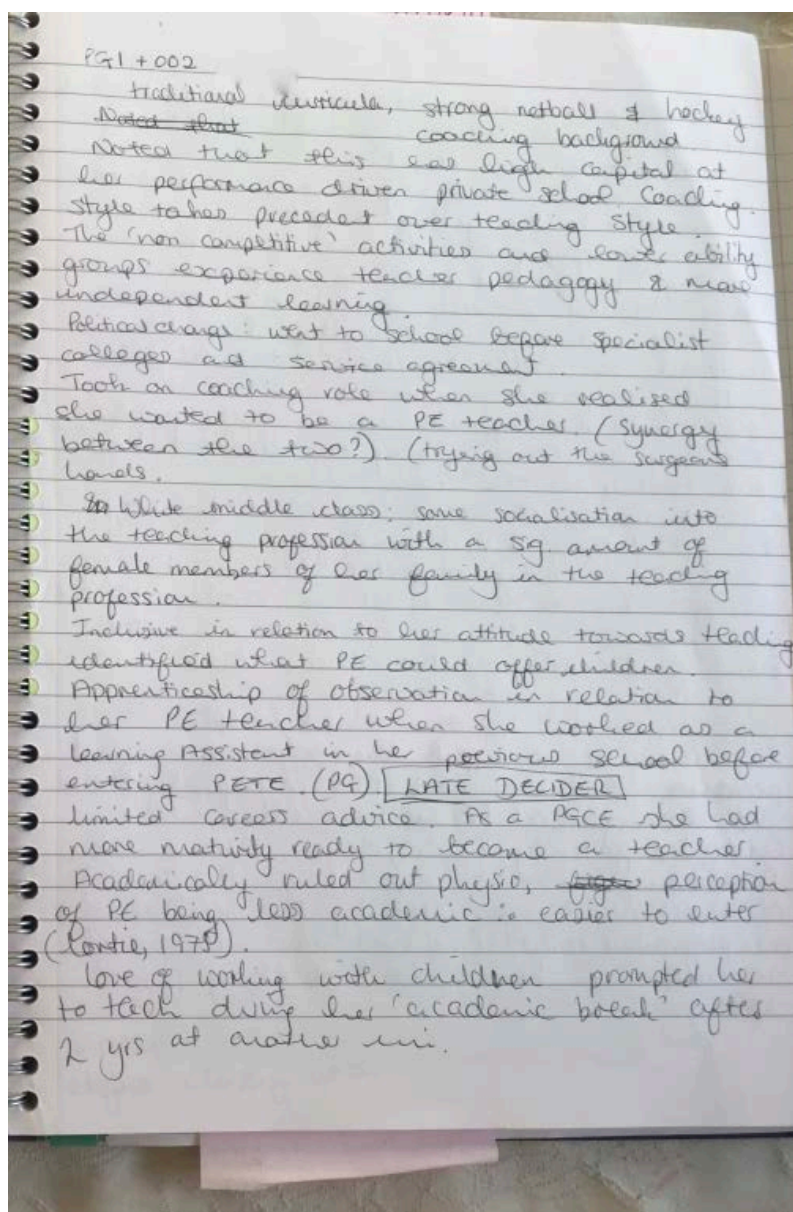 PG1 + 002
traditional curricula, strong netball & hockey
Noted that coaching background
Noted that this has high capital at
her performance driven private school. Coaching
style takes precedent over teaching style.
The 'non competitive' activities and lower ability
groups experience teacher pedagogy & more
independent learning.
Political change: went to school before specialist
colleges and service agreement.
Took on coaching role when she realised
she wanted to be a PE teacher. (Synergy
between the two?) (trying out the surgeons
hands.
White middle class: some socialisation into
the teaching profession with a sig. amount of
female members of her family in the teaching
profession.
Inclusive in relation to her attitude towards teaching
identified what PE could offer children.
Apprenticeship of observation in relation to
her PE teacher when she worked as a
learning Assistant in her previous school before
entering PETE. (PG) LATE DECIDER
limited careers advice. As a PGCE she had
more maturity ready to become a teacher.
Academically ruled out physio, perception
of PE being less academic is easier to enter
(Lortie, 1975).
love of working with children prompted her
to teach during her 'academic break' after
2 yrs at another uni.